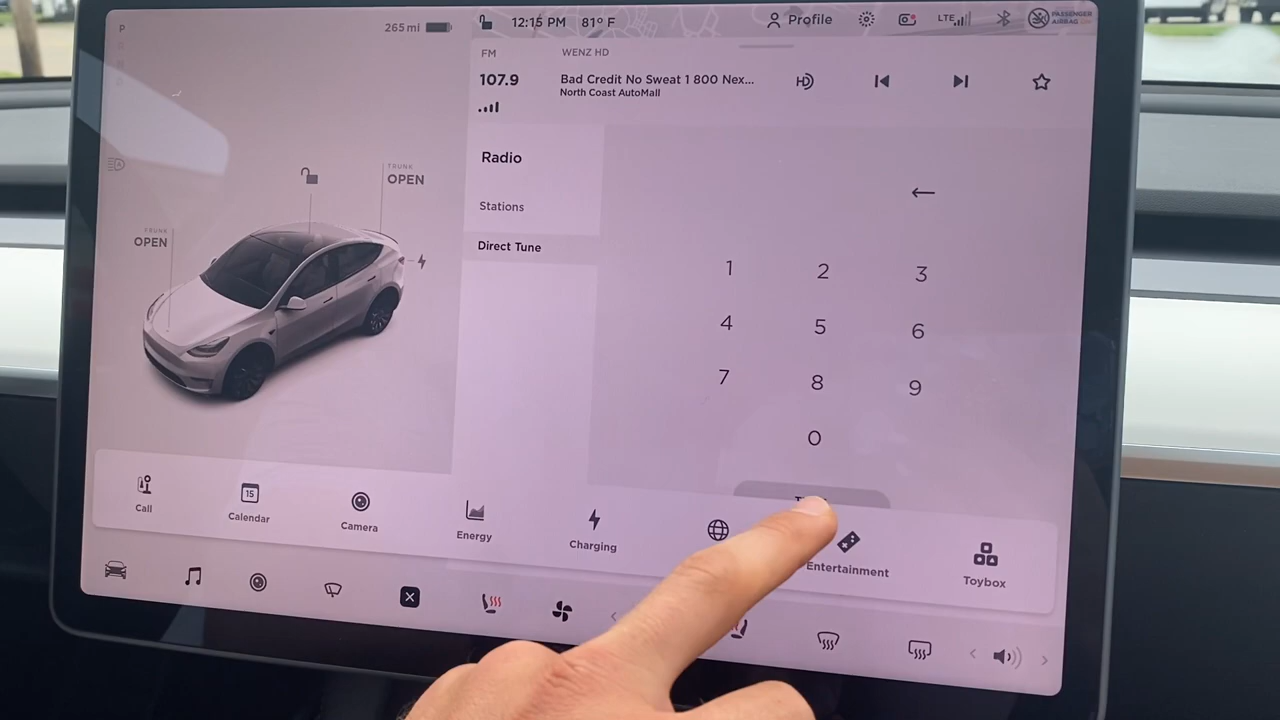 P
265 mi
12:15 PM
81° F
Profile
LTE
PASSENGER
AIRBAG
FM
WENZ HD
107.9
Bad Credit No Sweat 1 800 Nex...
North Coast AutoMall
HD
Radio
Stations
Direct Tune
TRUNK
OPEN
TRUNK
OPEN
A
1 2 3
4 5 6
7 8 9
0
Call
15
Calendar
Camera
Energy
Charging
Entertainment
Toybox